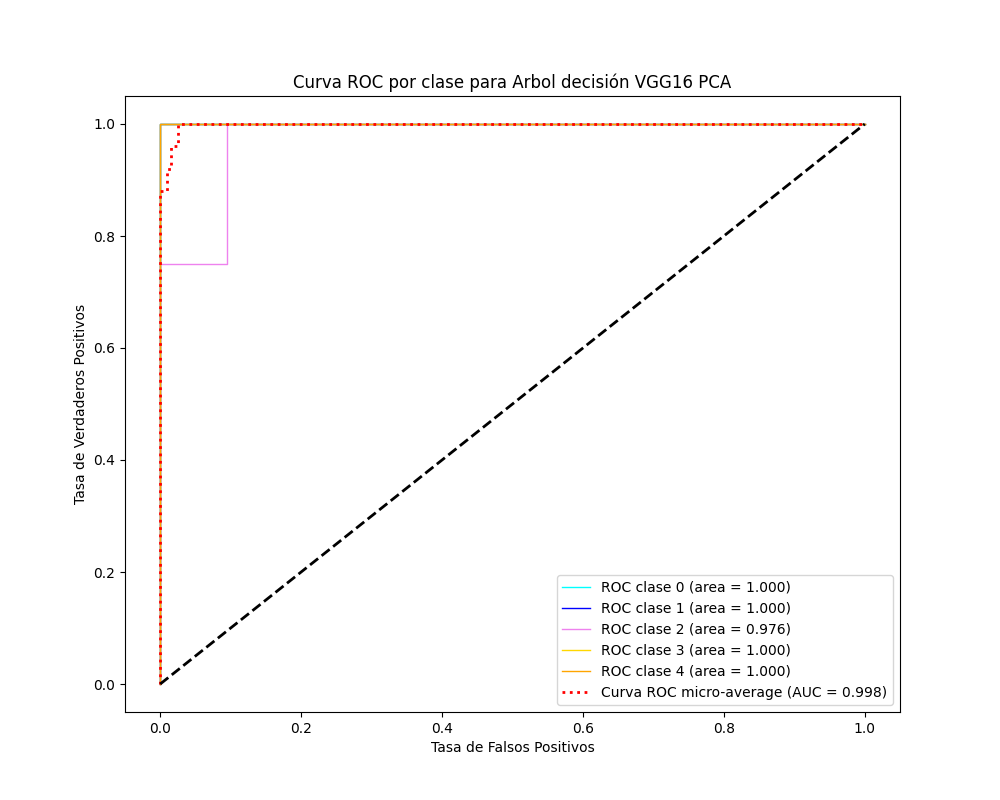 Curva ROC por clase para Arbol decisión VGG16 PCA
Tasa de Verdaderos Positivos
1.0
0.8
0.6
0.4
0.2
0.0
0.0 0.2 0.4 0.6 0.8 1.0
Tasa de Falsos Positivos
ROC clase 0 (area = 1.000)
ROC clase 1 (area = 1.000)
ROC clase 2 (area = 0.976)
ROC clase 3 (area = 1.000)
ROC clase 4 (area = 1.000)
Curva ROC micro-average (AUC = 0.998)